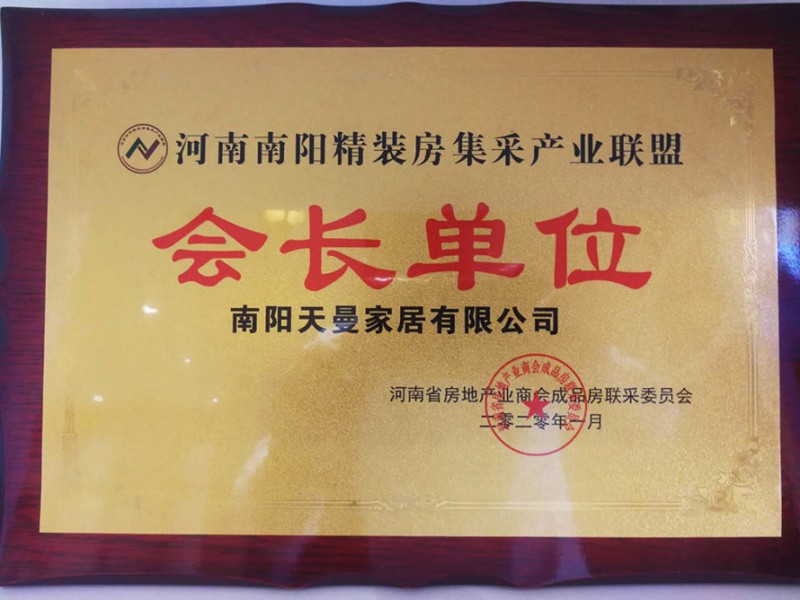 河南南阳精装房集采产业联盟
会长单位
南阳天曼家居有限公司
河南省房地产业商会成品房联采委员会
二零二零年一月